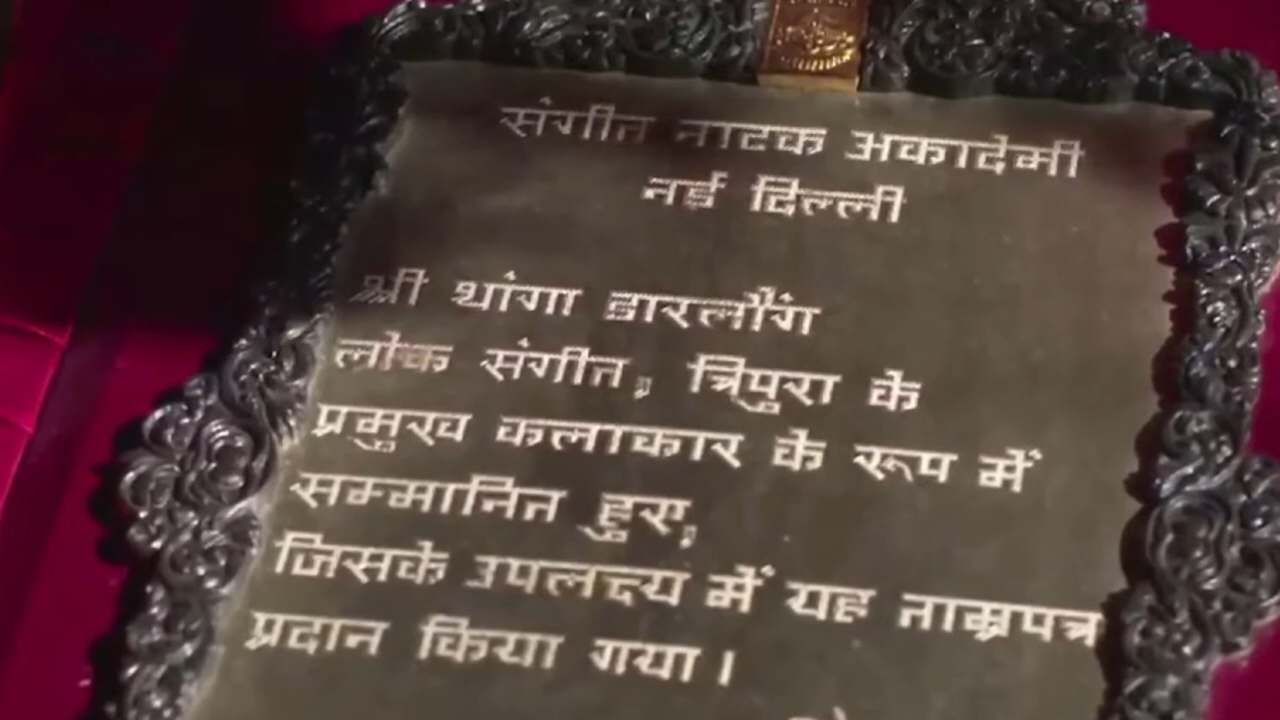 संगीत नाटक अकादेमी
नई दिल्ली
श्री थांगा डारलौंग
लोक संगीत, त्रिपुरा के
प्रमुख कलाकार के रूप में
सम्मानित हुए,
जिसके उपलक्ष्य में यह ताम्रपत्र
प्रदान किया गया।